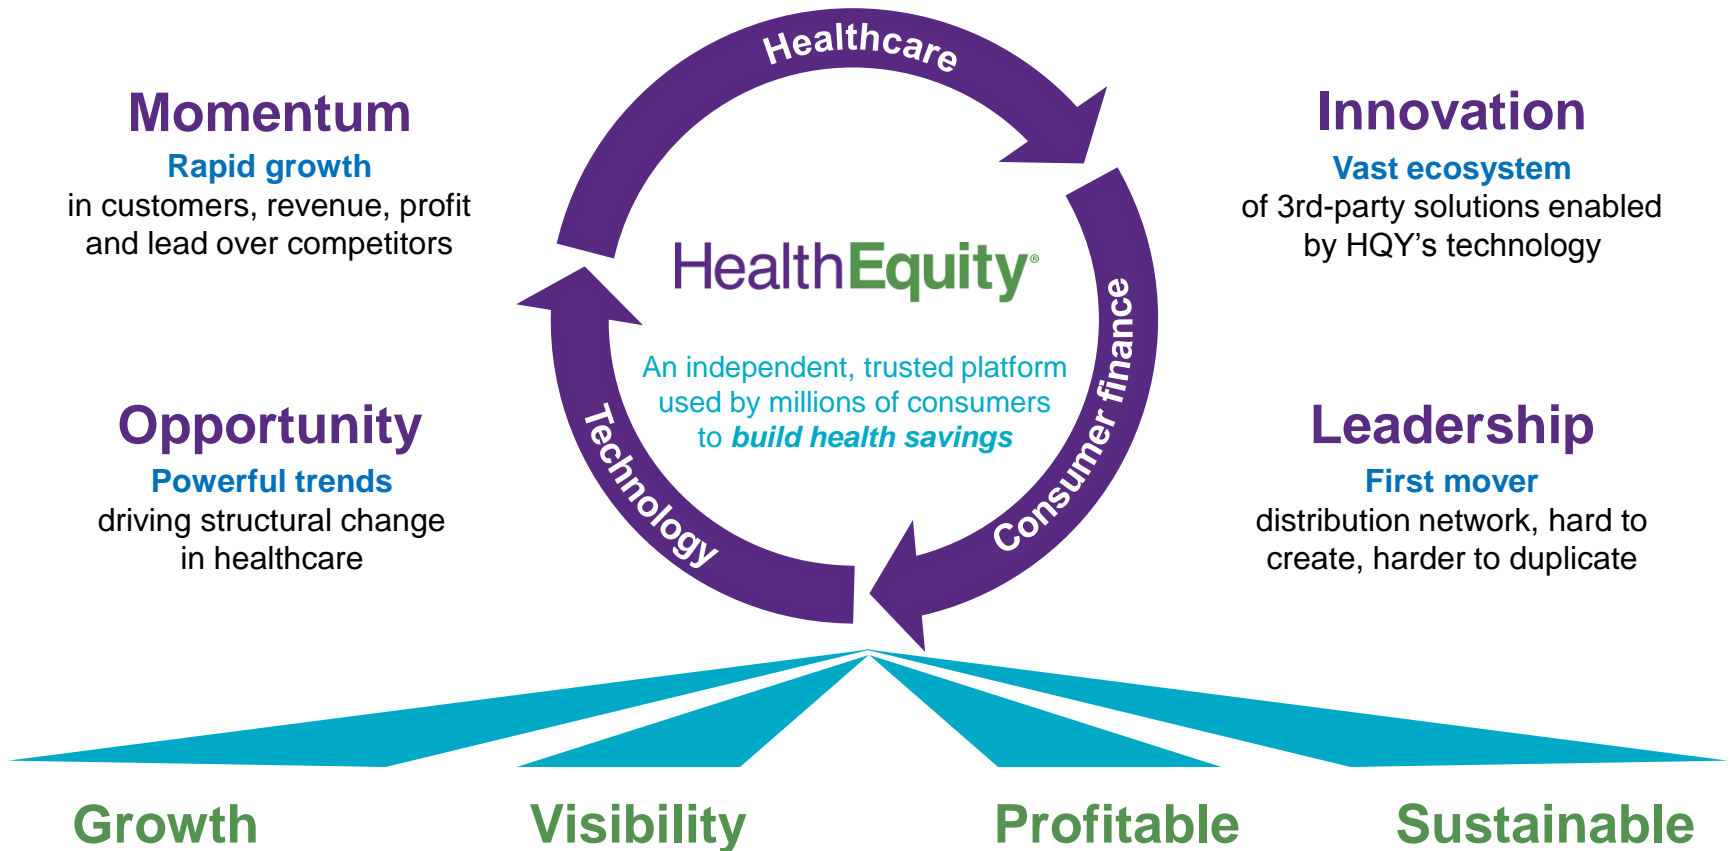 Healthcare
Momentum
Rapid growth
in customers, revenue, profit
and lead over competitors
Innovation
Vast ecosystem
of 3rd-party solutions enabled
by HQY’s technology
HealthEquity®
An independent, trusted platform
used by millions of consumers
to build health savings
Consumer finance
Technology
Opportunity
Powerful trends
driving structural change
in healthcare
Leadership
First mover
distribution network, hard to
create, harder to duplicate
Growth
Visibility
Profitable
Sustainable